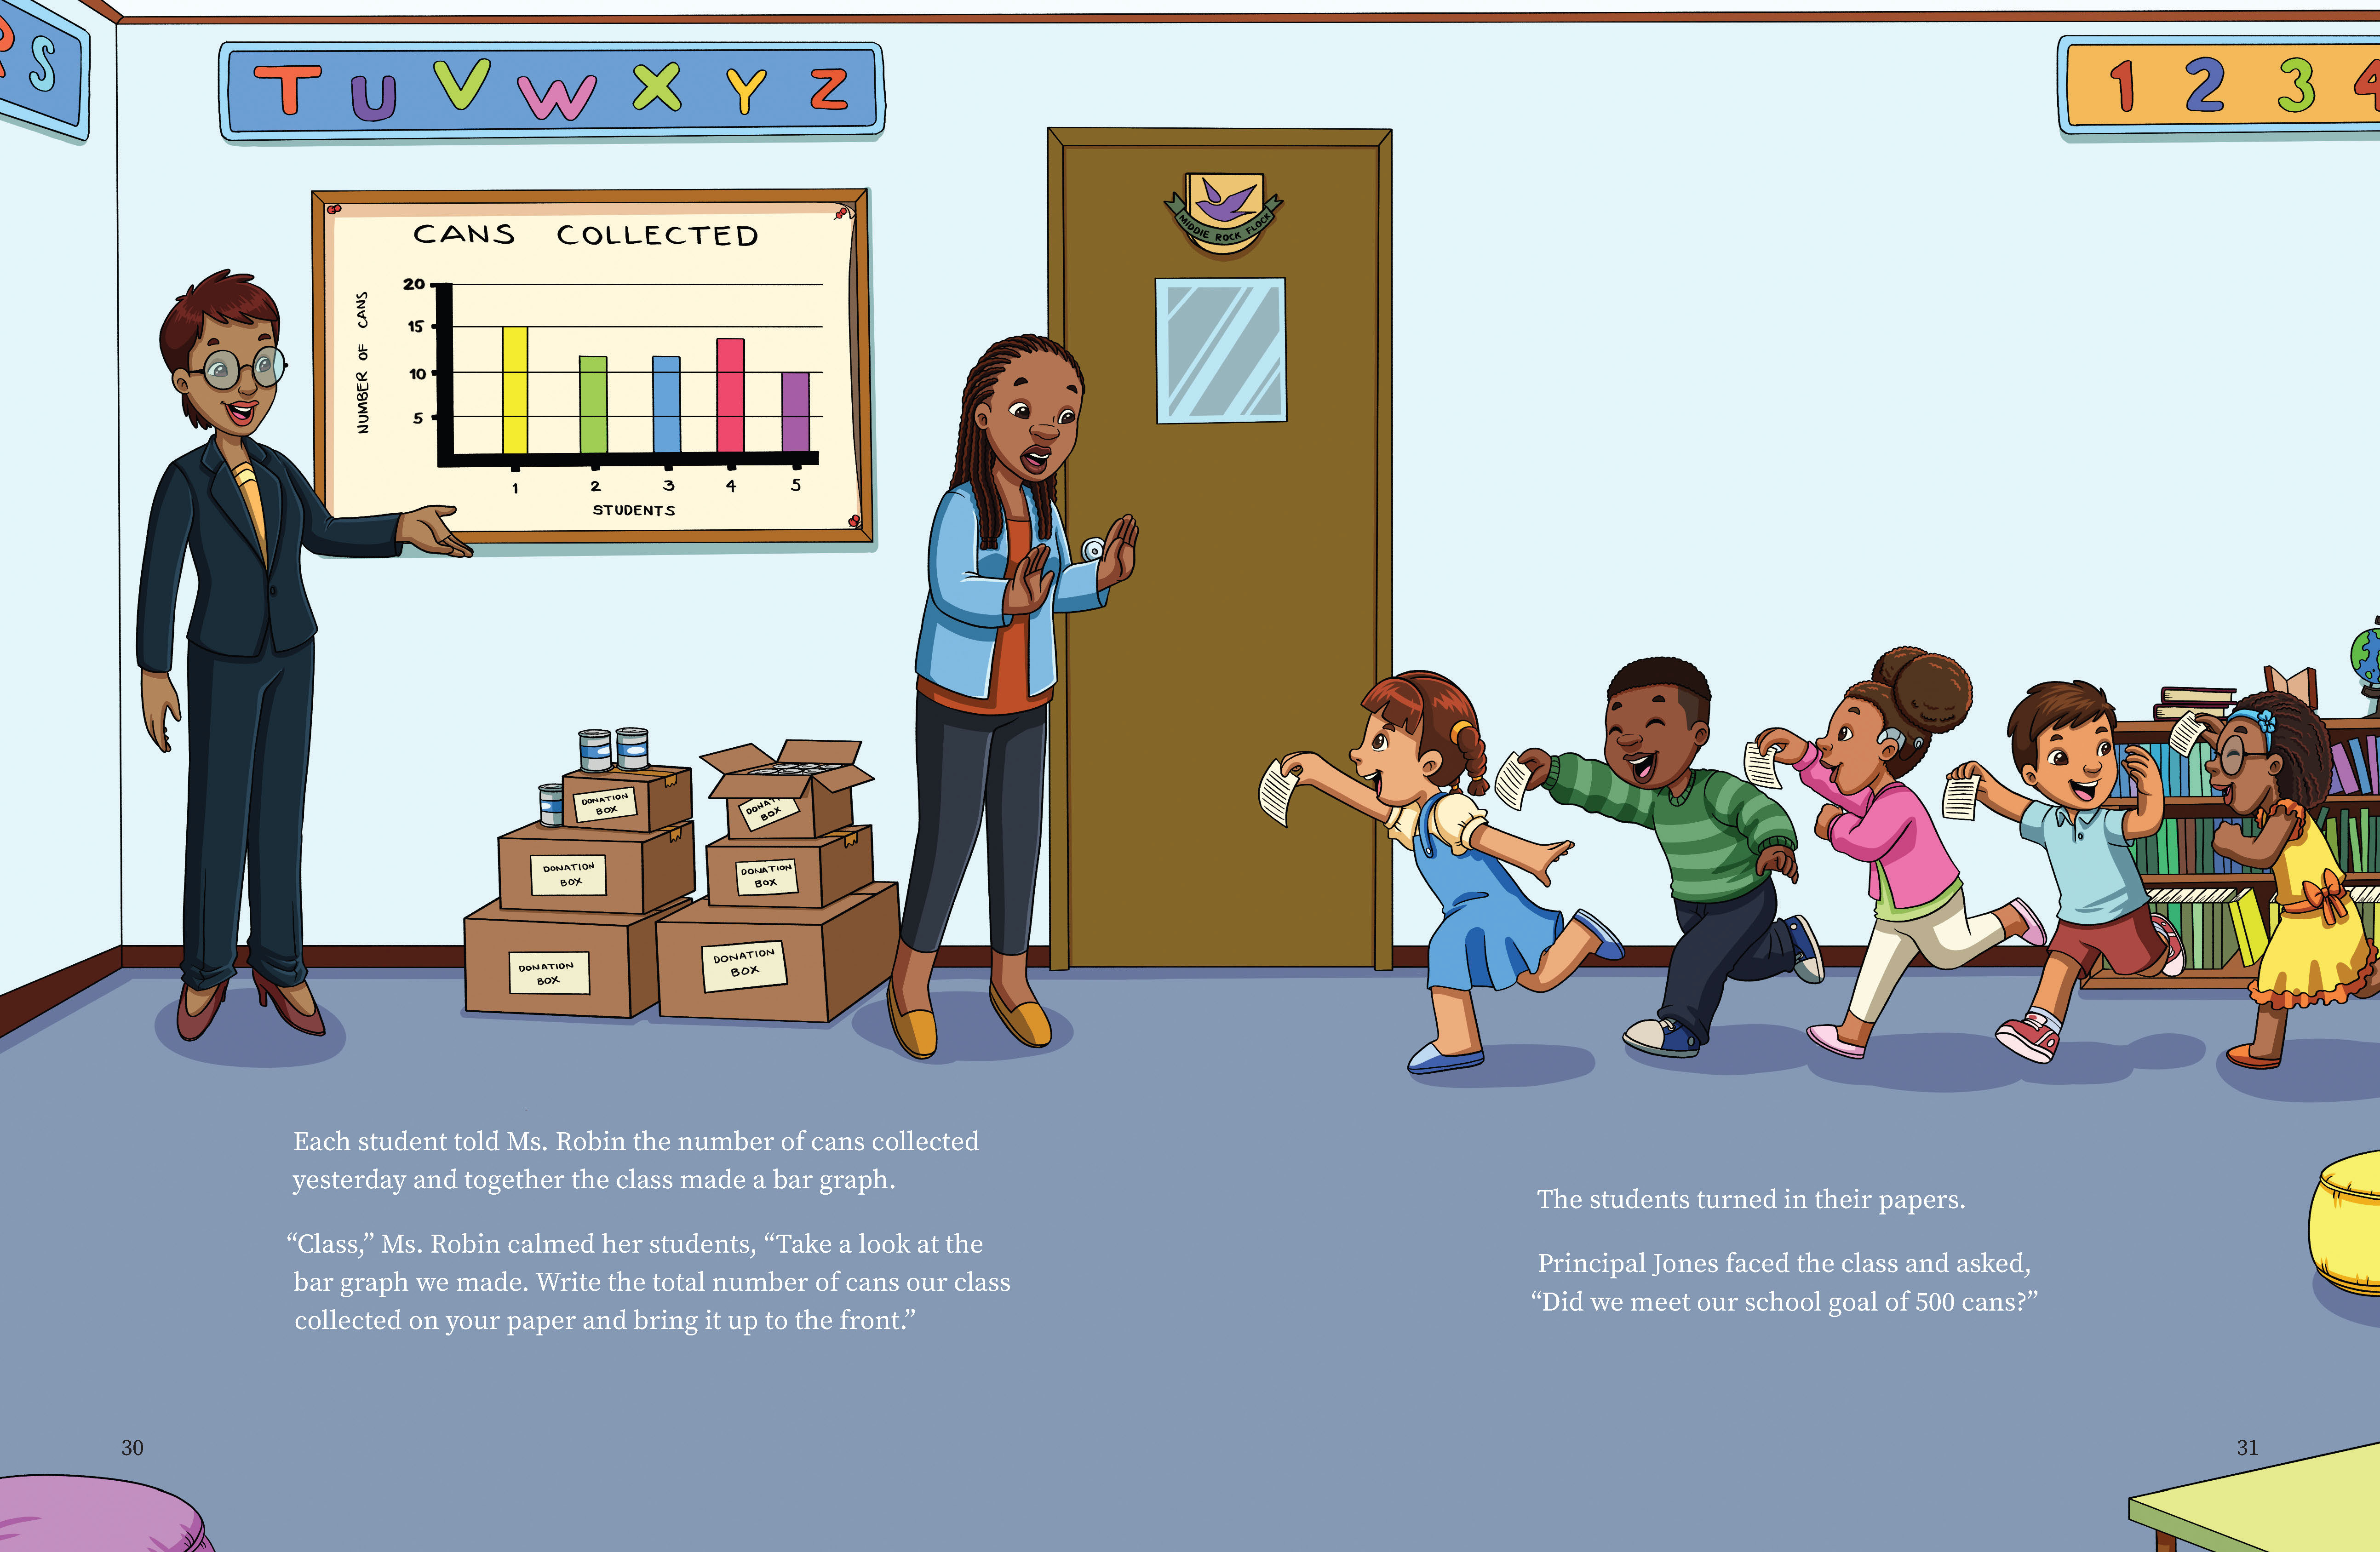 S
T U V W X Y Z
1 2 3 4
CANS COLLECTED
NUMBER OF CANS
20
15
10
5
1 2 3 4 5
STUDENTS
MIDDIE ROCK FLOCK
DONATION
BOX
DONATI
BOX
DONATION
BOX
DONATION
BOX
DONATION
BOX
DONATION
BOX
Each student told Ms. Robin the number of cans collected
yesterday and together the class made a bar graph.
“Class,” Ms. Robin calmed her students, “Take a look at the
bar graph we made. Write the total number of cans our class
collected on your paper and bring it up to the front.”
The students turned in their papers.
Principal Jones faced the class and asked,
“Did we meet our school goal of 500 cans?”
30
31